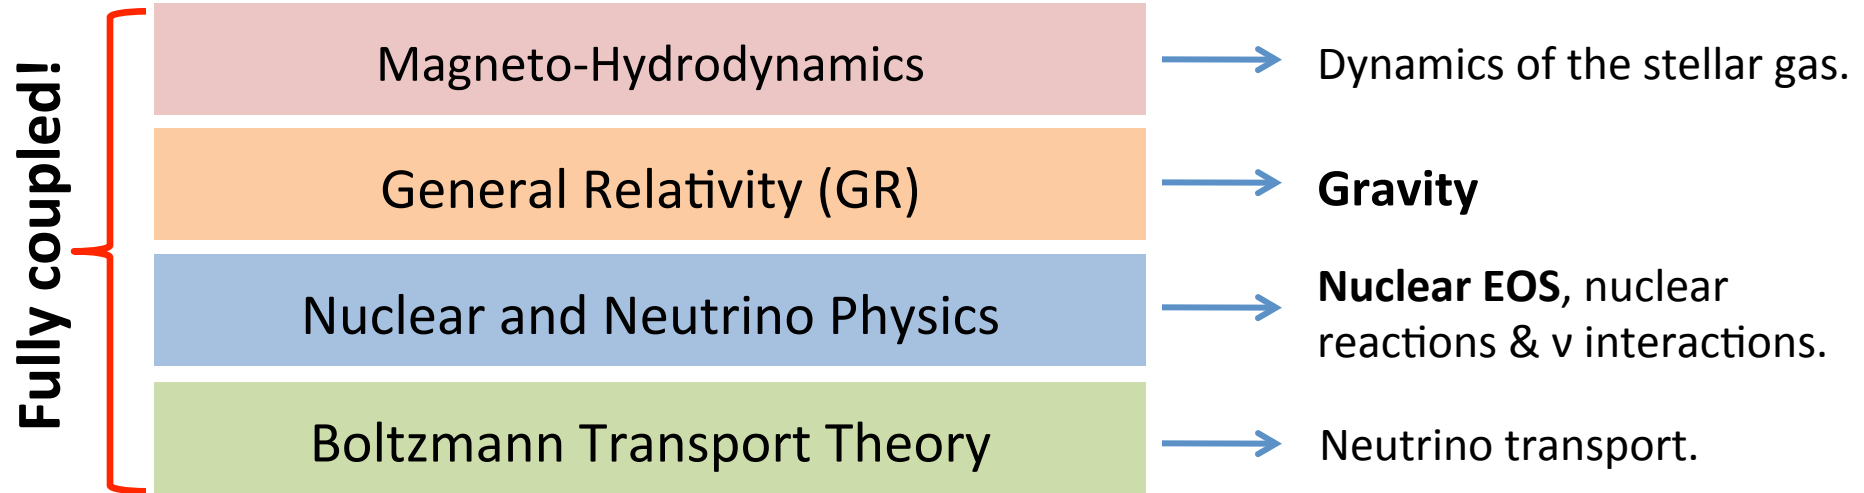 Fully coupled!
Magneto-Hydrodynamics
Dynamics of the stellar gas.
General Relativity (GR)
Gravity
Nuclear and Neutrino Physics
Nuclear EOS, nuclear
reactions & ν interactions.
Boltzmann Transport Theory
Neutrino transport.